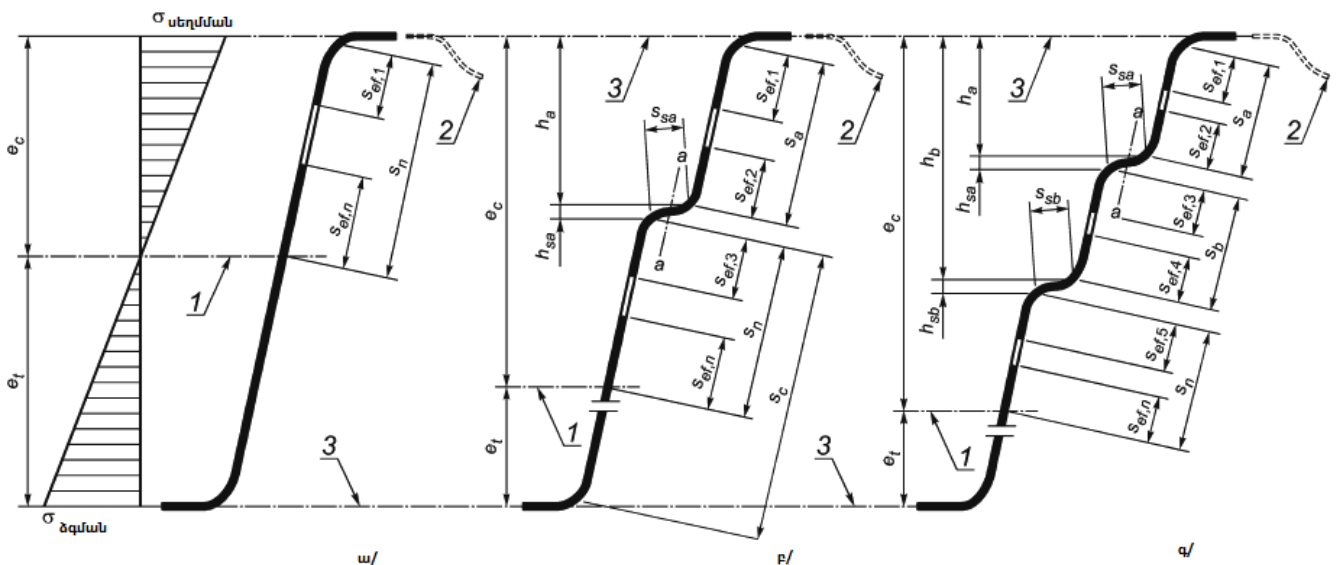 σ սեղմման
e_c
e_t
σ ձգման
1
2
3
s_ef,1
s_ef,n
s_n
ա/
e_c
e_t
h_a
h_sa
s_sa
a
a
3
2
1
3
s_ef,1
s_ef,2
s_a
s_ef,3
s_ef,n
s_n
s_c
բ/
e_c
e_t
h_a
h_b
h_sa
h_sb
s_sa
s_sb
a
a
3
2
1
s_ef,1
s_ef,2
s_a
s_ef,3
s_ef,4
s_b
s_ef,5
s_ef,n
s_n
գ/